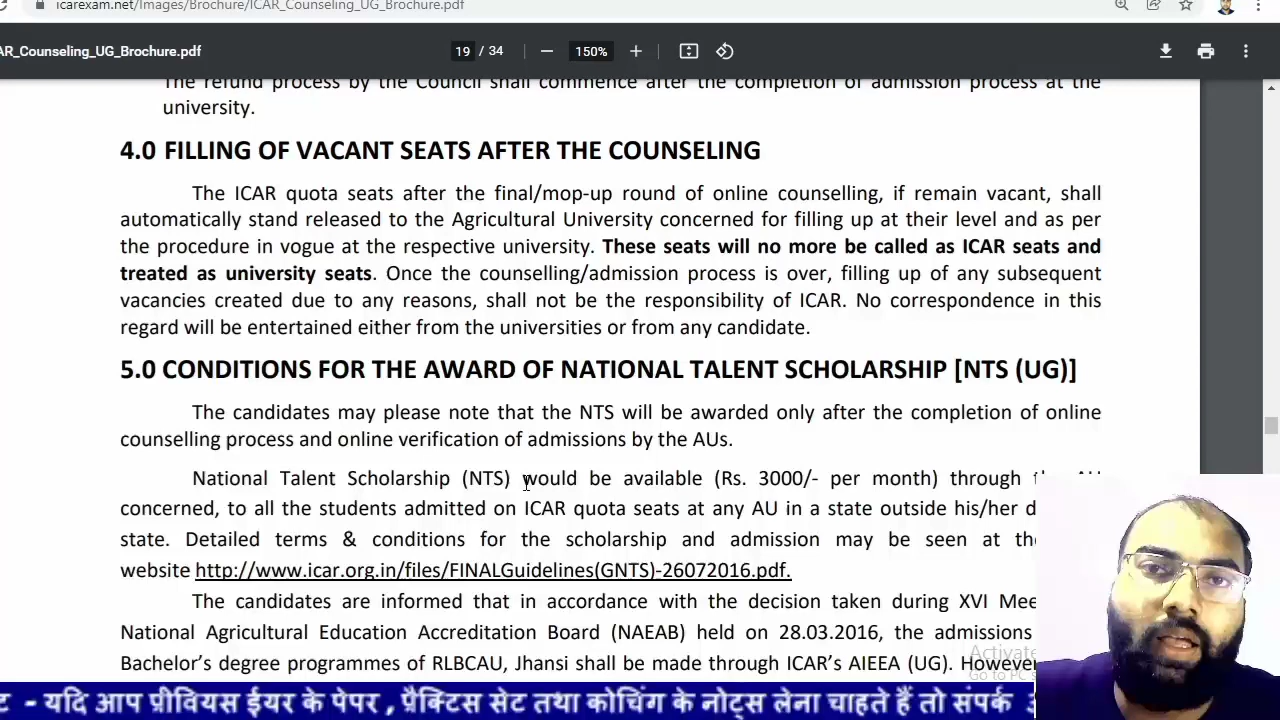 icarexam.net/Images/Brochure/ICAR_Counseling_UG_Brochure.pdf
AR_Counseling_UG_Brochure.pdf
19 / 34
150%
The refund process by the Council shall commence after the completion of admission process at the
university.
4.0 FILLING OF VACANT SEATS AFTER THE COUNSELING
The ICAR quota seats after the final/mop-up round of online counselling, if remain vacant, shall
automatically stand released to the Agricultural University concerned for filling up at their level and as per
the procedure in vogue at the respective university. These seats will no more be called as ICAR seats and
treated as university seats. Once the counselling/admission process is over, filling up of any subsequent
vacancies created due to any reasons, shall not be the responsibility of ICAR. No correspondence in this
regard will be entertained either from the universities or from any candidate.
5.0 CONDITIONS FOR THE AWARD OF NATIONAL TALENT SCHOLARSHIP [NTS (UG)]
The candidates may please note that the NTS will be awarded only after the completion of online
counselling process and online verification of admissions by the AUs.
National Talent Scholarship (NTS) would be available (Rs. 3000/- per month) through
concerned, to all the students admitted on ICAR quota seats at any AU in a state outside his/her
state. Detailed terms & conditions for the scholarship and admission may be seen at
website http://www.icar.org.in/files/FINALGuidelines(GNTS)-26072016.pdf.
The candidates are informed that in accordance with the decision taken during XVI
National Agricultural Education Accreditation Board (NAEAB) held on 28.03.2016, the admissions
Bachelor's degree programmes of RLBCAU, Jhansi shall be made through ICAR's AIEEA (UG). However
Activate
Go to PC
- यदि आप प्रीवियस ईयर के पेपर , प्रैक्टिस सेट तथा कोचिंग के नोट्स लेना चाहते हैं तो संपर्क